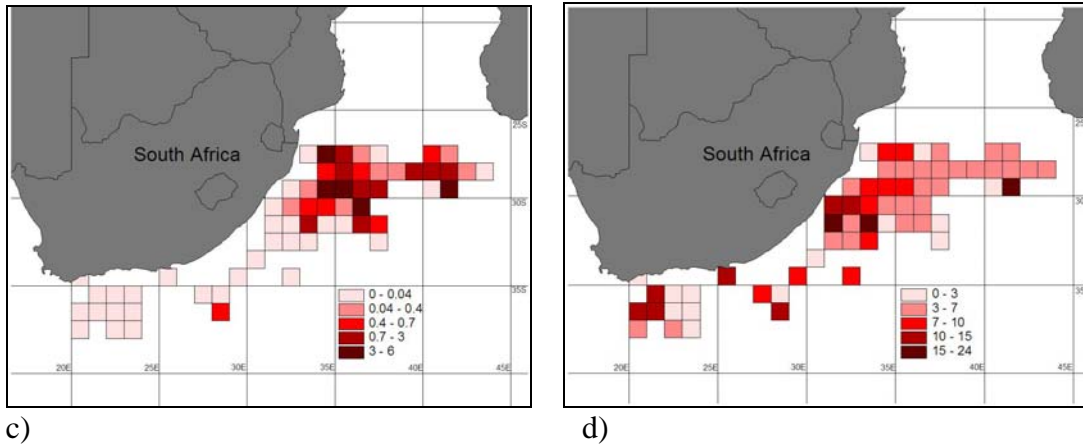 South Africa
25S
30S
35S
0 - 0,04
0.04 - 0.4
0.4 - 0.7
0.7 - 3
3 - 6
20E
25E
30E
35E
40E
45E
c)
South Africa
25S
30S
35S
0 - 3
3 - 7
7 - 10
10 - 15
15 - 24
20E
25E
30E
35E
40E
45E
d)